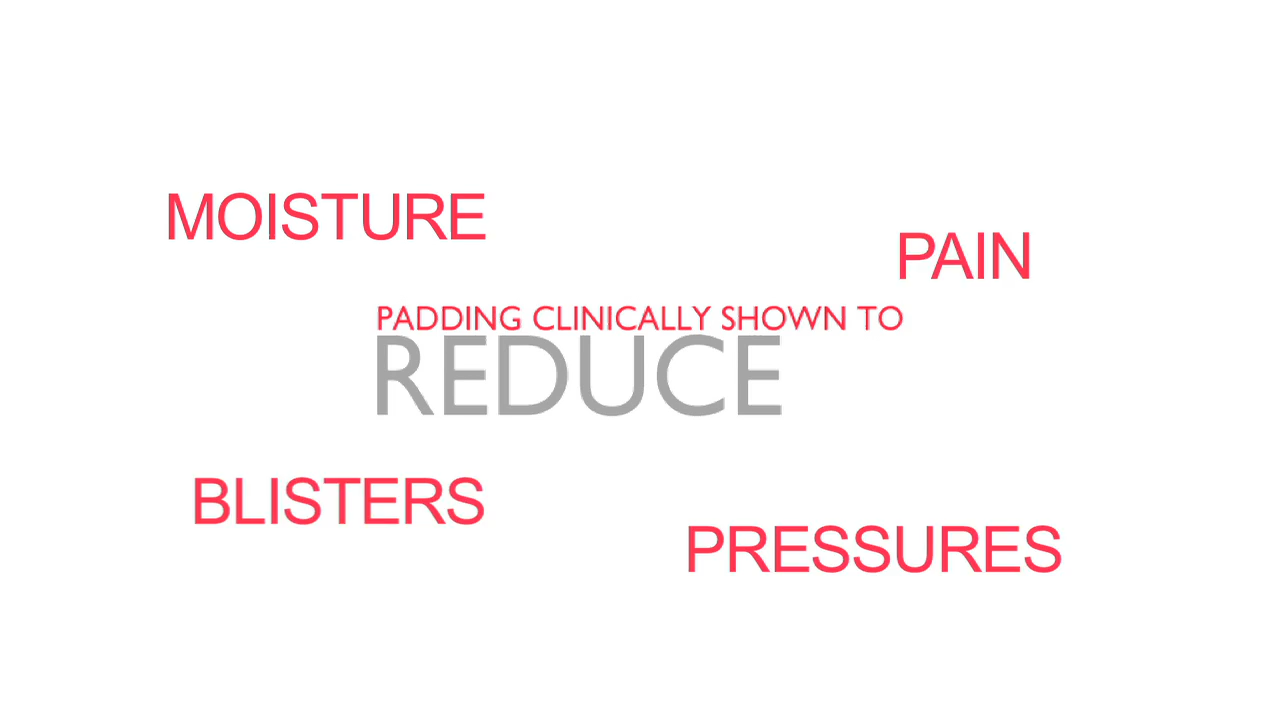 MOISTURE
PAIN
PADDING CLINICALLY SHOWN TO
REDUCE
BLISTERS
PRESSURES